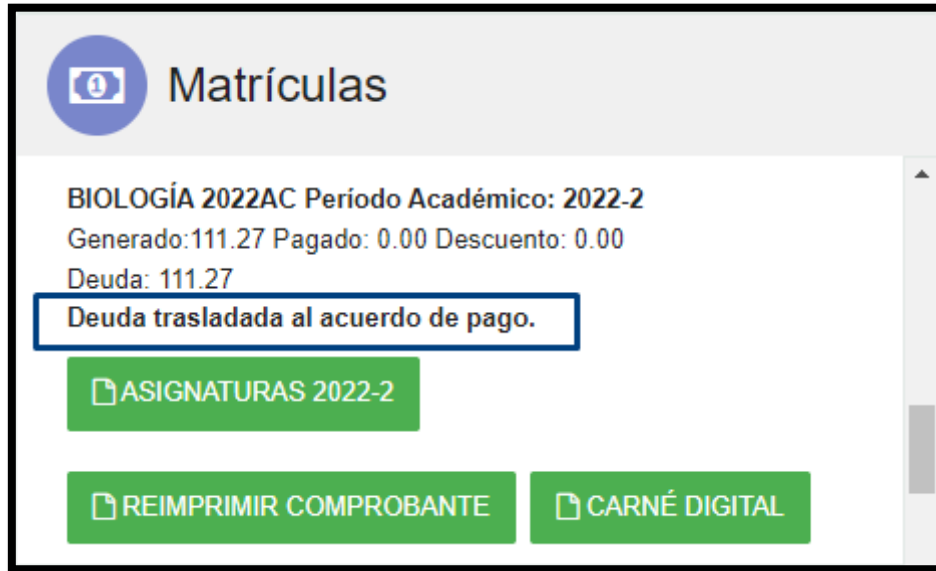 Matrículas
BIOLOGÍA 2022AC Período Académico: 2022-2
Generado:111.27 Pagado: 0.00 Descuento: 0.00
Deuda: 111.27
Deuda trasladada al acuerdo de pago.
ASIGNATURAS 2022-2
REIMPRIMIR COMPROBANTE CARNÉ DIGITAL